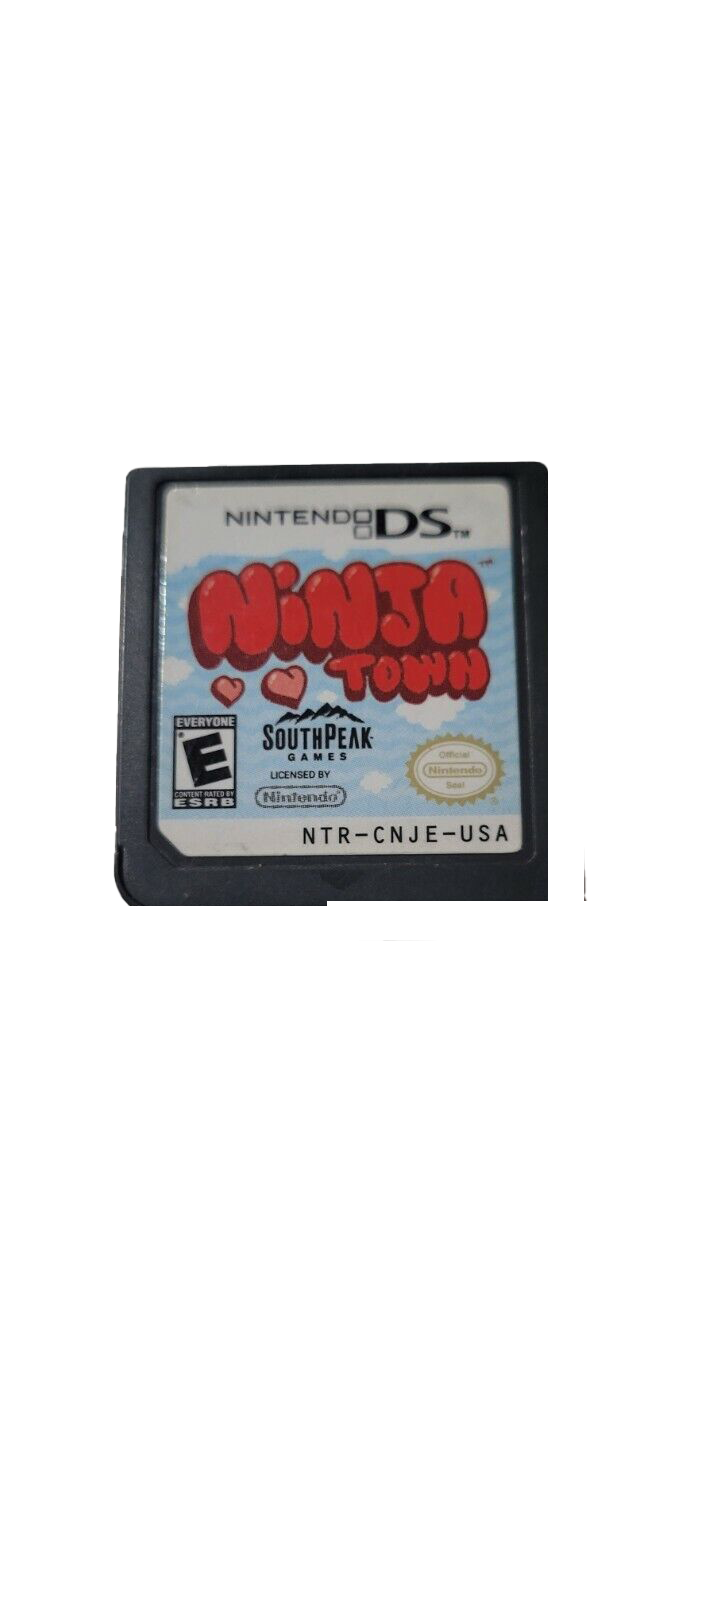 NINTENDO DS™
NiNJA™
TOWN
EVERYONE
E
CONTENT RATED BY
ESRB
SOUTHPEAK
GAMES
LICENSED BY
Nintendo®
Official
Nintendo
Seal
®
NTR-CNJE-USA